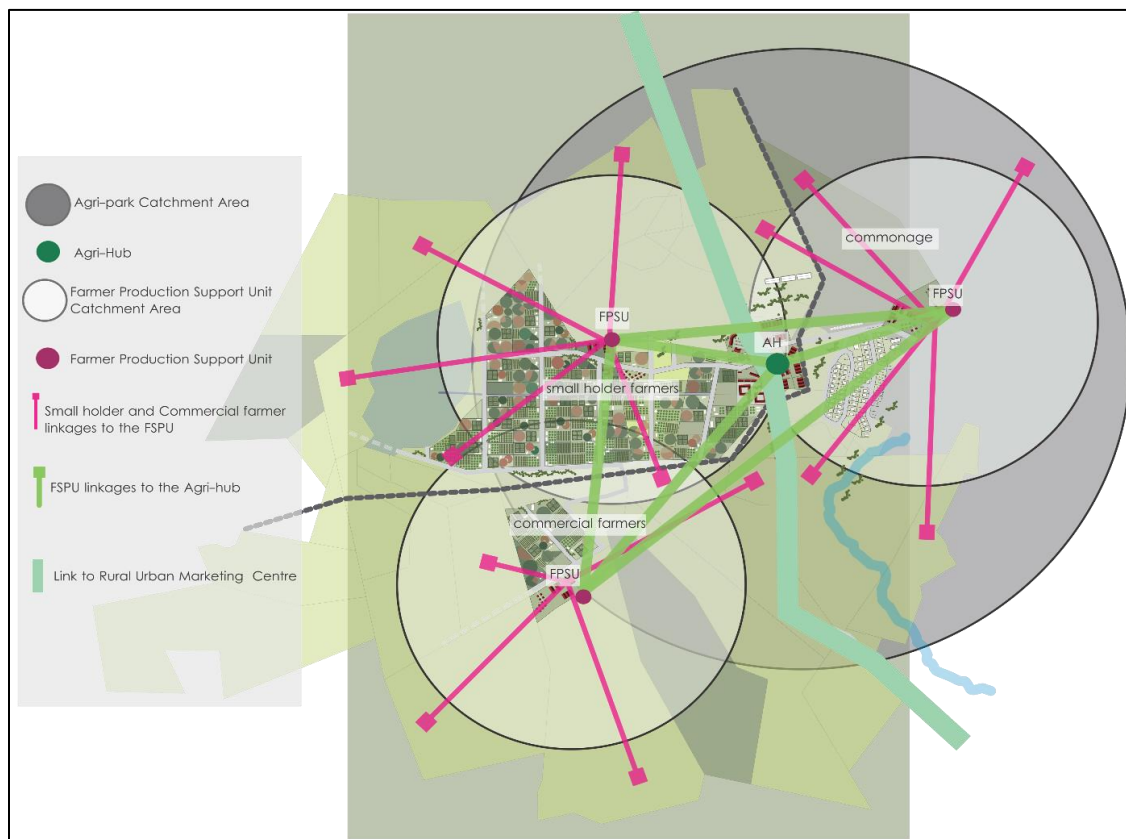 Agri-park Catchment Area
Agri-Hub
Farmer Production Support Unit
Catchment Area
Farmer Production Support Unit
Small holder and Commercial farmer
linkages to the FSPU
FSPU linkages to the Agri-hub
Link to Rural Urban Marketing Centre
commonage
FPSU
FPSU
AH
small holder farmers
commercial farmers
FPSU